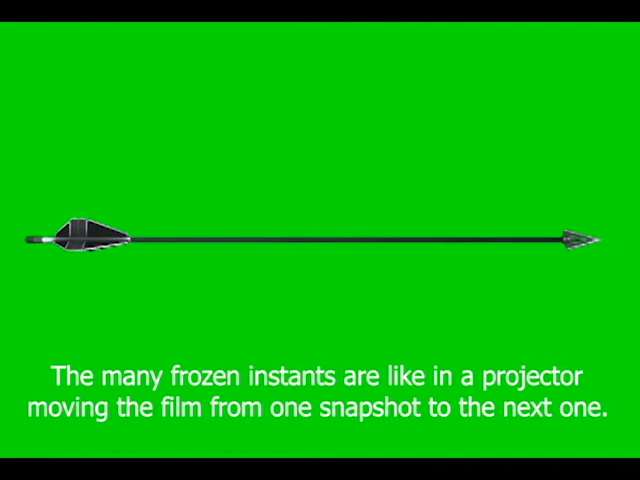 The many frozen instants are like in a projector
moving the film from one snapshot to the next one.